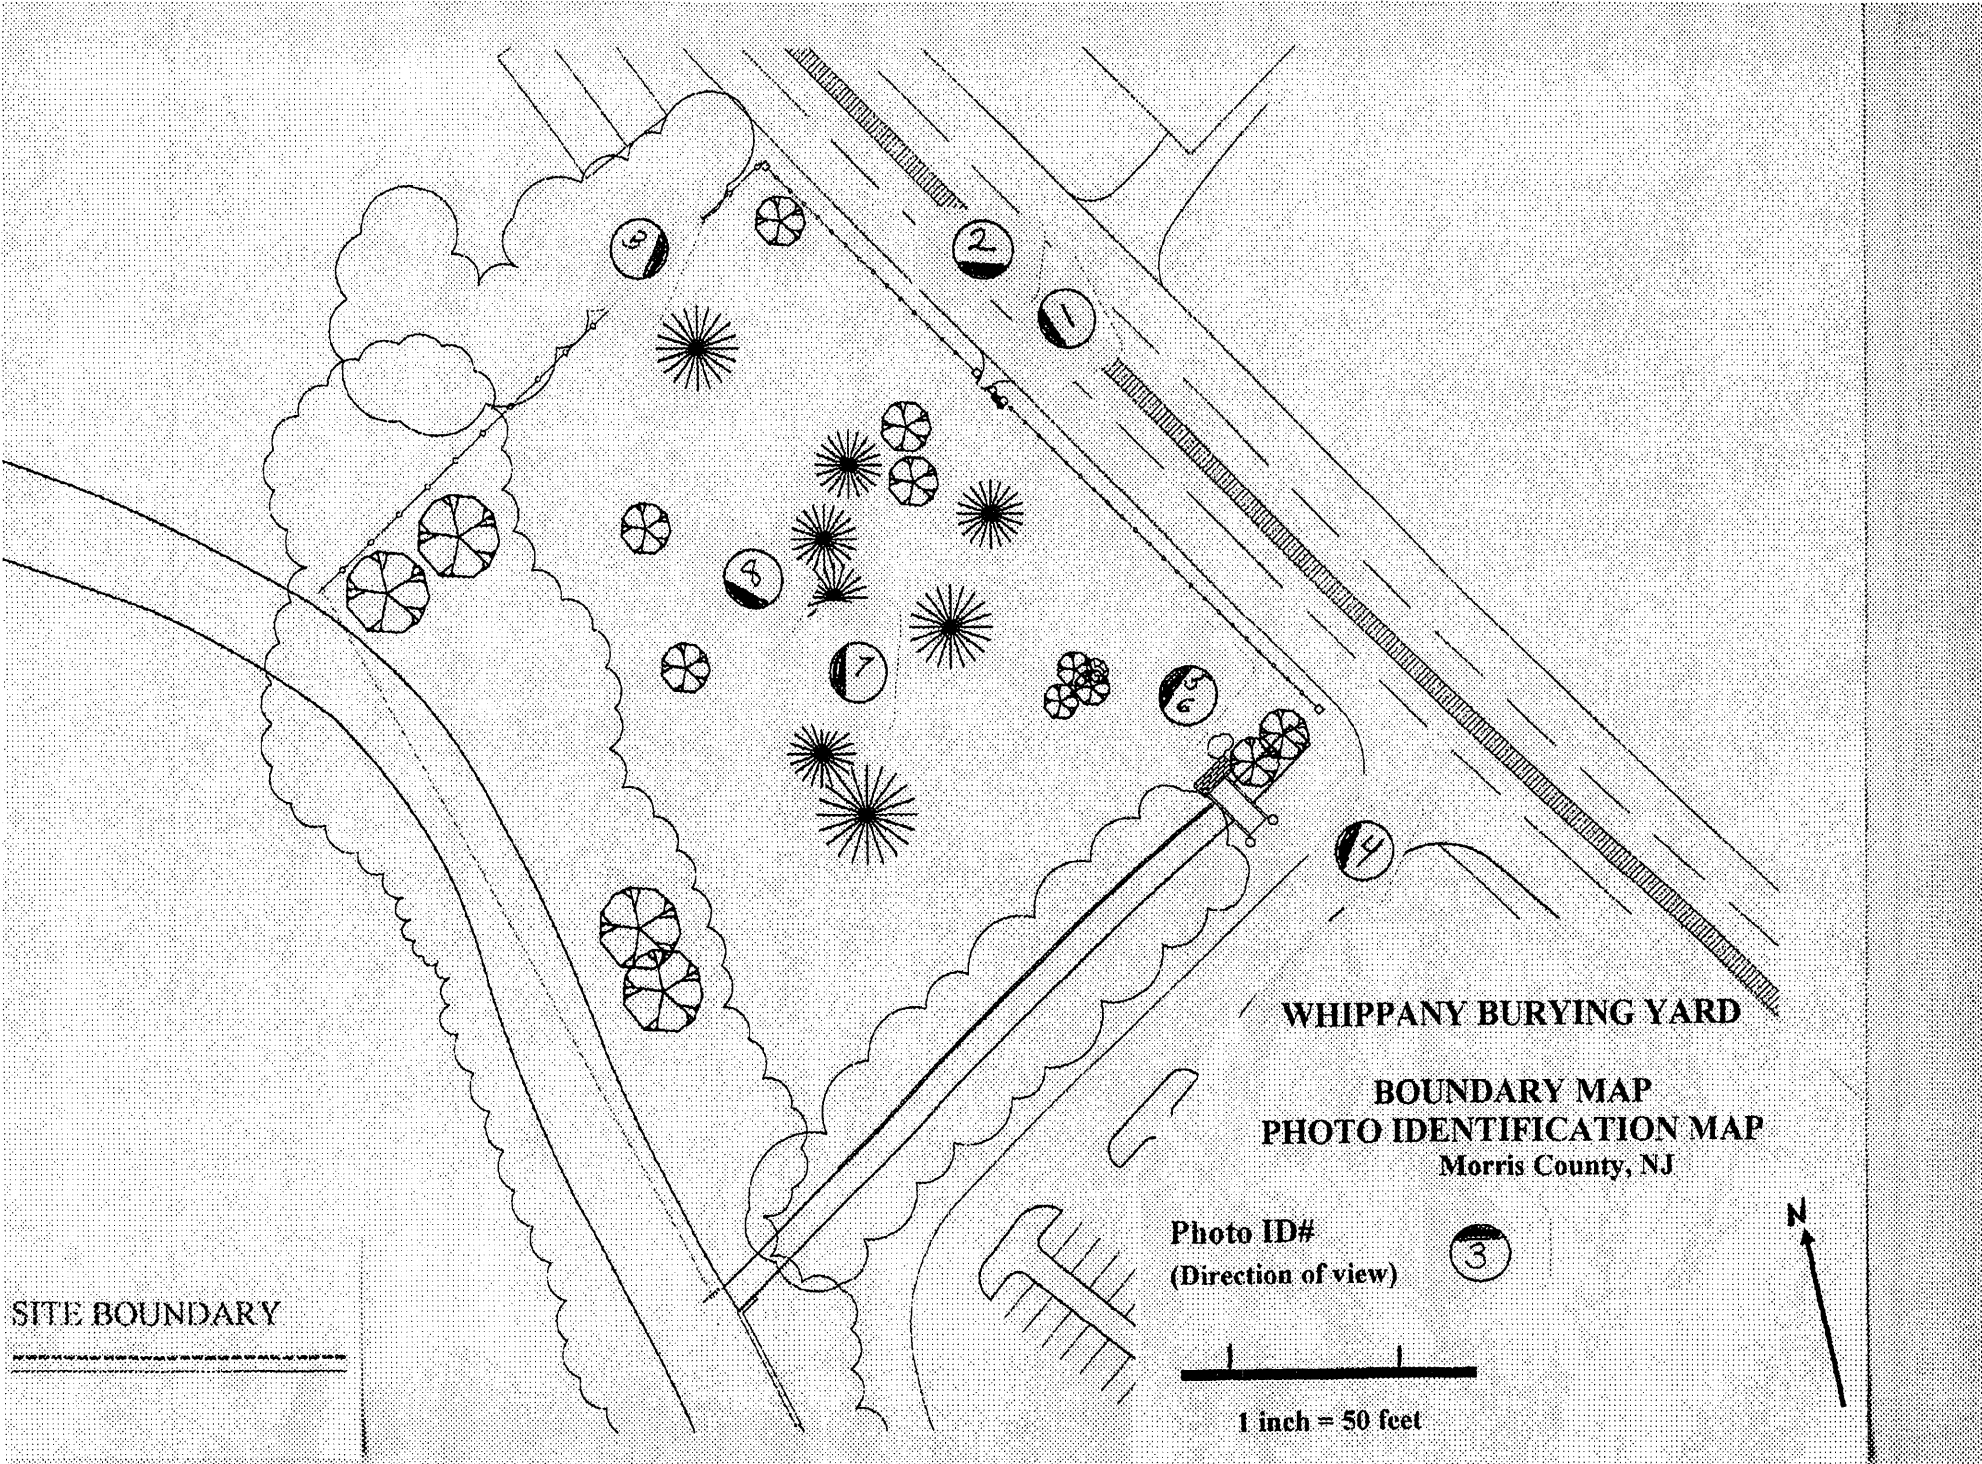 3
2
1
8
7
5
6
4
WHIPPANY BURYING YARD
BOUNDARY MAP
PHOTO IDENTIFICATION MAP
Morris County, NJ
N
Photo ID#
(Direction of view)
3
SITE BOUNDARY
1 inch = 50 feet